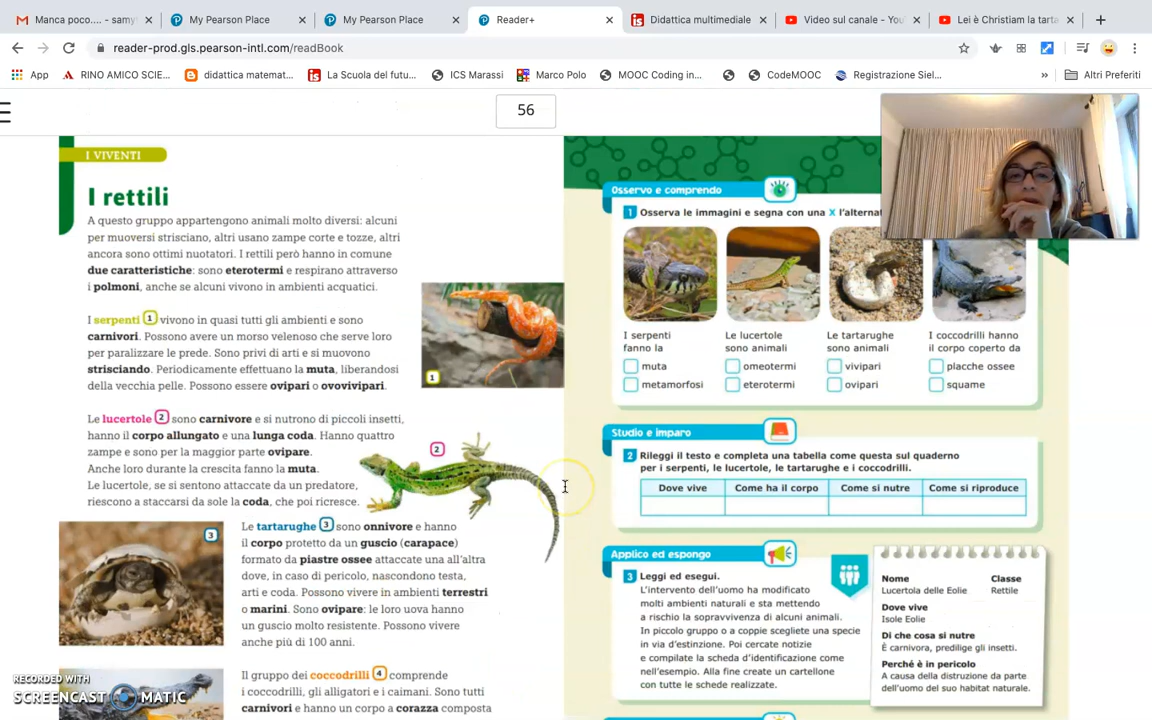 Manca poco.... - samy
My Pearson Place
My Pearson Place
Reader+
Didattica multimediale
Video sul canale - You
Lei è Christiam la tarta
reader-prod.gls.pearson-intl.com/readBook
App
RINO AMICO SCIE...
didattica matemat...
La Scuola del futu...
ICS Marassi
Marco Polo
MOOC Coding in...
CodeMOOC
Registrazione Siel...
»
Altri Preferiti
56
I VIVENTI
I rettili
A questo gruppo appartengono animali molto diversi: alcuni
per muoversi strisciano, altri usano zampe corte e tozze, altri
ancora sono ottimi nuotatori. I rettili però hanno in comune
due caratteristiche: sono eterotermi e respirano attraverso
i polmoni, anche se alcuni vivono in ambienti acquatici.
I serpenti 1 vivono in quasi tutti gli ambienti e sono
carnivori. Possono avere un morso velenoso che serve loro
per paralizzare le prede. Sono privi di arti e si muovono
strisciando. Periodicamente effettuano la muta, liberandosi
della vecchia pelle. Possono essere ovipari o ovovivipari.
1
Le lucertole 2 sono carnivore e si nutrono di piccoli insetti,
hanno il corpo allungato e una lunga coda. Hanno quattro
zampe e sono per la maggior parte ovipare.
Anche loro durante la crescita fanno la muta.
Le lucertole, se si sentono attaccate da un predatore,
riescono a staccarsi da sole la coda, che poi ricresce.
2
3
Le tartarughe 3 sono onnivore e hanno
il corpo protetto da un guscio (carapace)
formato da piastre ossee attaccate una all'altra
dove, in caso di pericolo, nascondono testa,
arti e coda. Possono vivere in ambienti terrestri
o marini. Sono ovipare: le loro uova hanno
un guscio molto resistente. Possono vivere
anche più di 100 anni.
Il gruppo dei coccodrilli 4 comprende
i coccodrilli, gli alligatori e i caimani. Sono tutti
carnivori e hanno un corpo a corazza composta
Osservo e comprendo
1 Osserva le immagini e segna con una X l'alternat
I serpenti
fanno la
muta
metamorfosi
Le lucertole
sono animali
omeotermi
eterotermi
Le tartarughe
sono animali
vivipari
ovipari
I coccodrilli hanno
il corpo coperto da
placche ossee
squame
Studio e imparo
2 Rileggi il testo e completa una tabella come questa sul quaderno
per i serpenti, le lucertole, le tartarughe e i coccodrilli.
Dove vive Come ha il corpo Come si nutre Come si riproduce
Applico ed espongo
3 Leggi ed esegui.
L'intervento dell'uomo ha modificato
molti ambienti naturali e sta mettendo
a rischio la sopravvivenza di alcuni animali.
In piccolo gruppo o a coppie scegliete una specie
in via d'estinzione. Poi cercate notizie
e compilate la scheda d'identificazione come
nell'esempio. Alla fine create un cartellone
con tutte le schede realizzate.
Nome Classe
Lucertola delle Eolie Rettile
Dove vive
Isole Eolie
Di che cosa si nutre
È carnivora, predilige gli insetti.
Perché è in pericolo
A causa della distruzione da parte
dell'uomo del suo habitat naturale.
RECORDED WITH
SCREENCAST MATIC